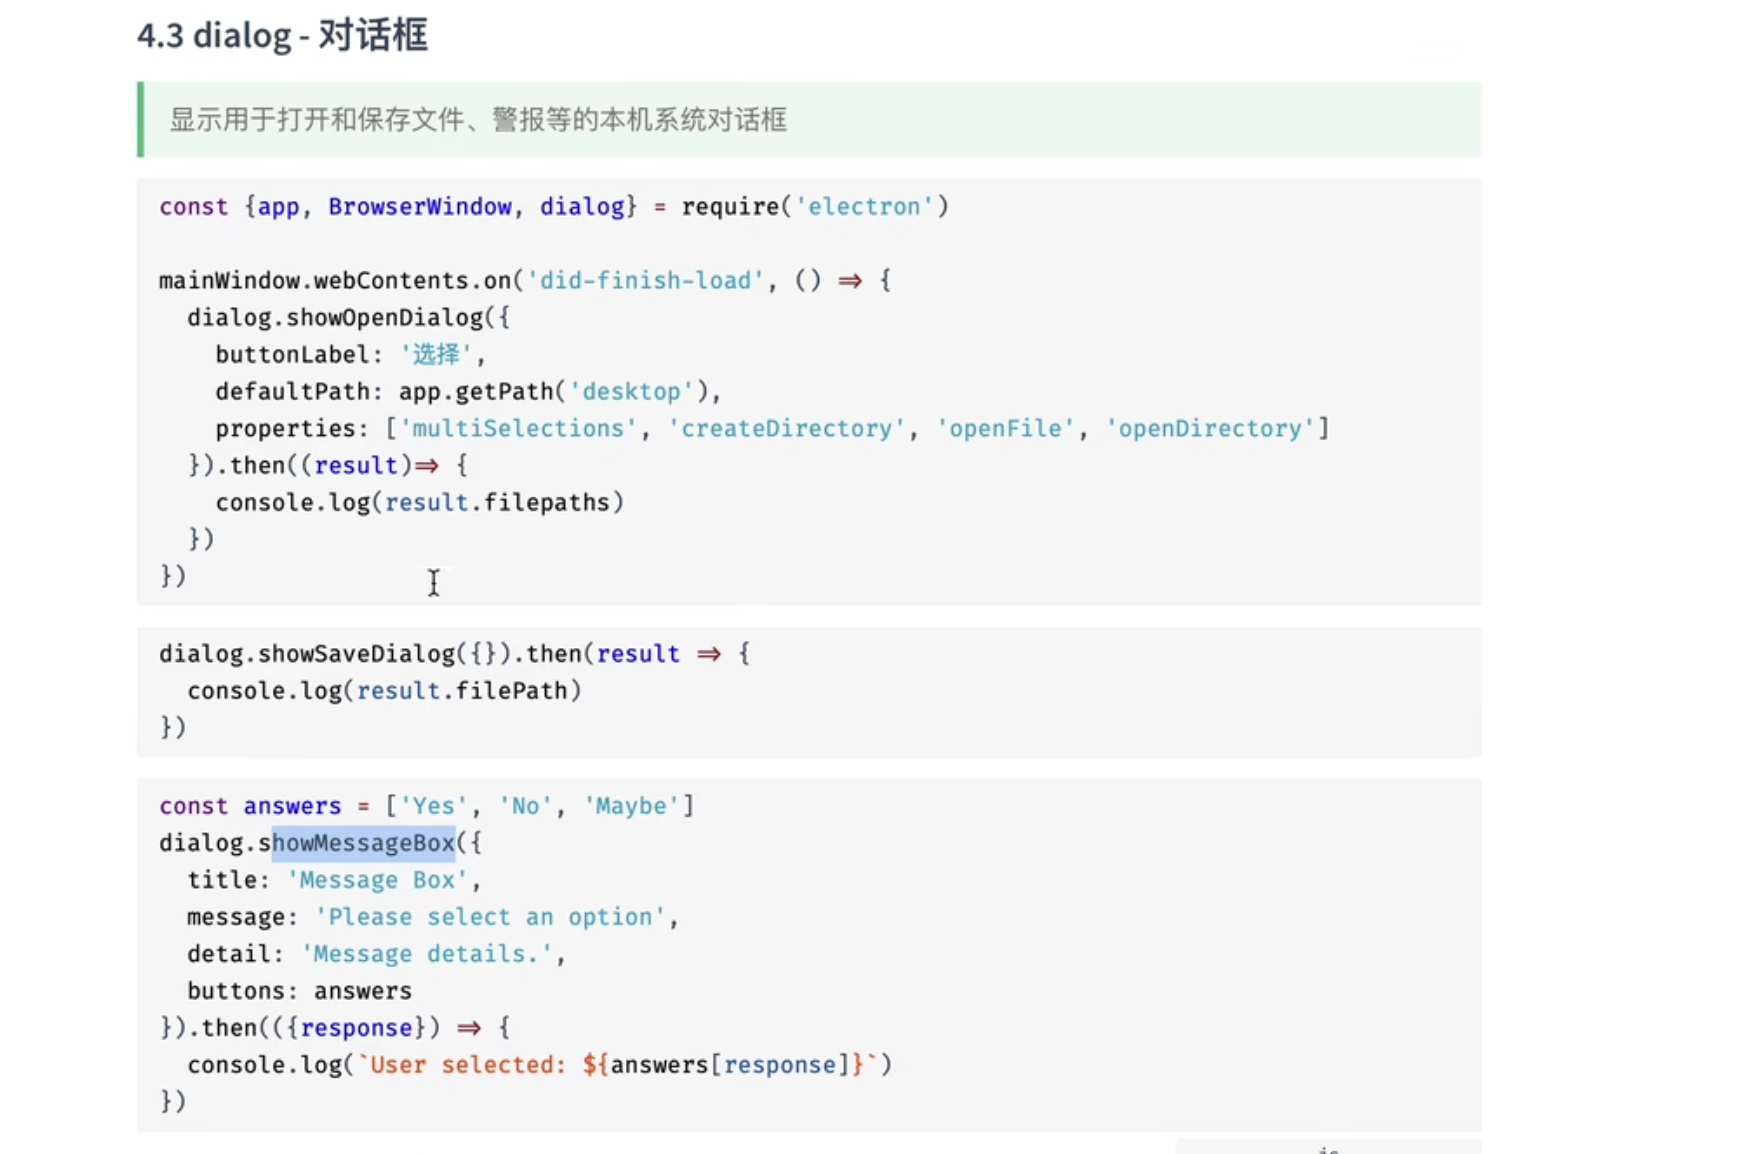 4.3 dialog - 对话框
显示用于打开和保存文件、警报等的本机系统对话框
const {app, BrowserWindow, dialog} = require('electron')
mainWindow.webContents.on('did-finish-load', () => {
  dialog.showOpenDialog({
    buttonLabel: '选择',
    defaultPath: app.getPath('desktop'),
    properties: ['multiSelections', 'createDirectory', 'openFile', 'openDirectory']
  }).then((result)=> {
    console.log(result.filepaths)
  })
})
dialog.showSaveDialog({}).then(result => {
  console.log(result.filePath)
})
const answers = ['Yes', 'No', 'Maybe']
dialog.showMessageBox({
  title: 'Message Box',
  message: 'Please select an option',
  detail: 'Message details.',
  buttons: answers
}).then(({response}) => {
  console.log(`User selected: ${answers[response]}`)
})